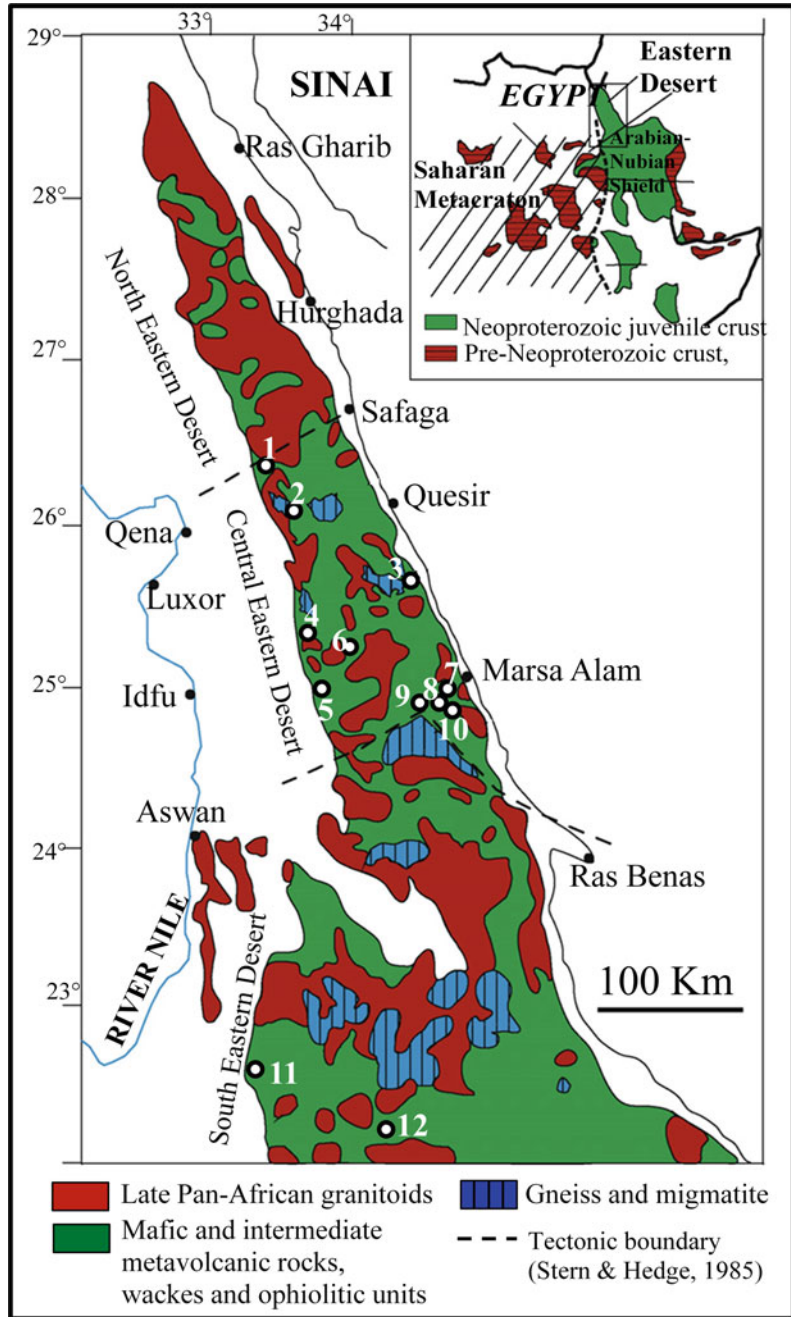 33°
34°
29°
28°
27°
26°
25°
24°
23°
SINAI
Ras Gharib
Hurghada
Safaga
Quesir
Marsa Alam
Ras Benas
Qena
Luxor
Idfu
Aswan
RIVER NILE
North Eastern Desert
Central Eastern Desert
South Eastern Desert
1
2
3
4
5
6
7
8
9
10
11
12
100 Km
EGYPT
Eastern
Desert
Arabian-
Nubian
Shield
Saharan
Metacraton
Neoproterozoic juvenile crust
Pre-Neoproterozoic crust,
Late Pan-African granitoids
Mafic and intermediate
metavolcanic rocks,
wackes and ophiolitic units
Gneiss and migmatite
Tectonic boundary
(Stern & Hedge, 1985)